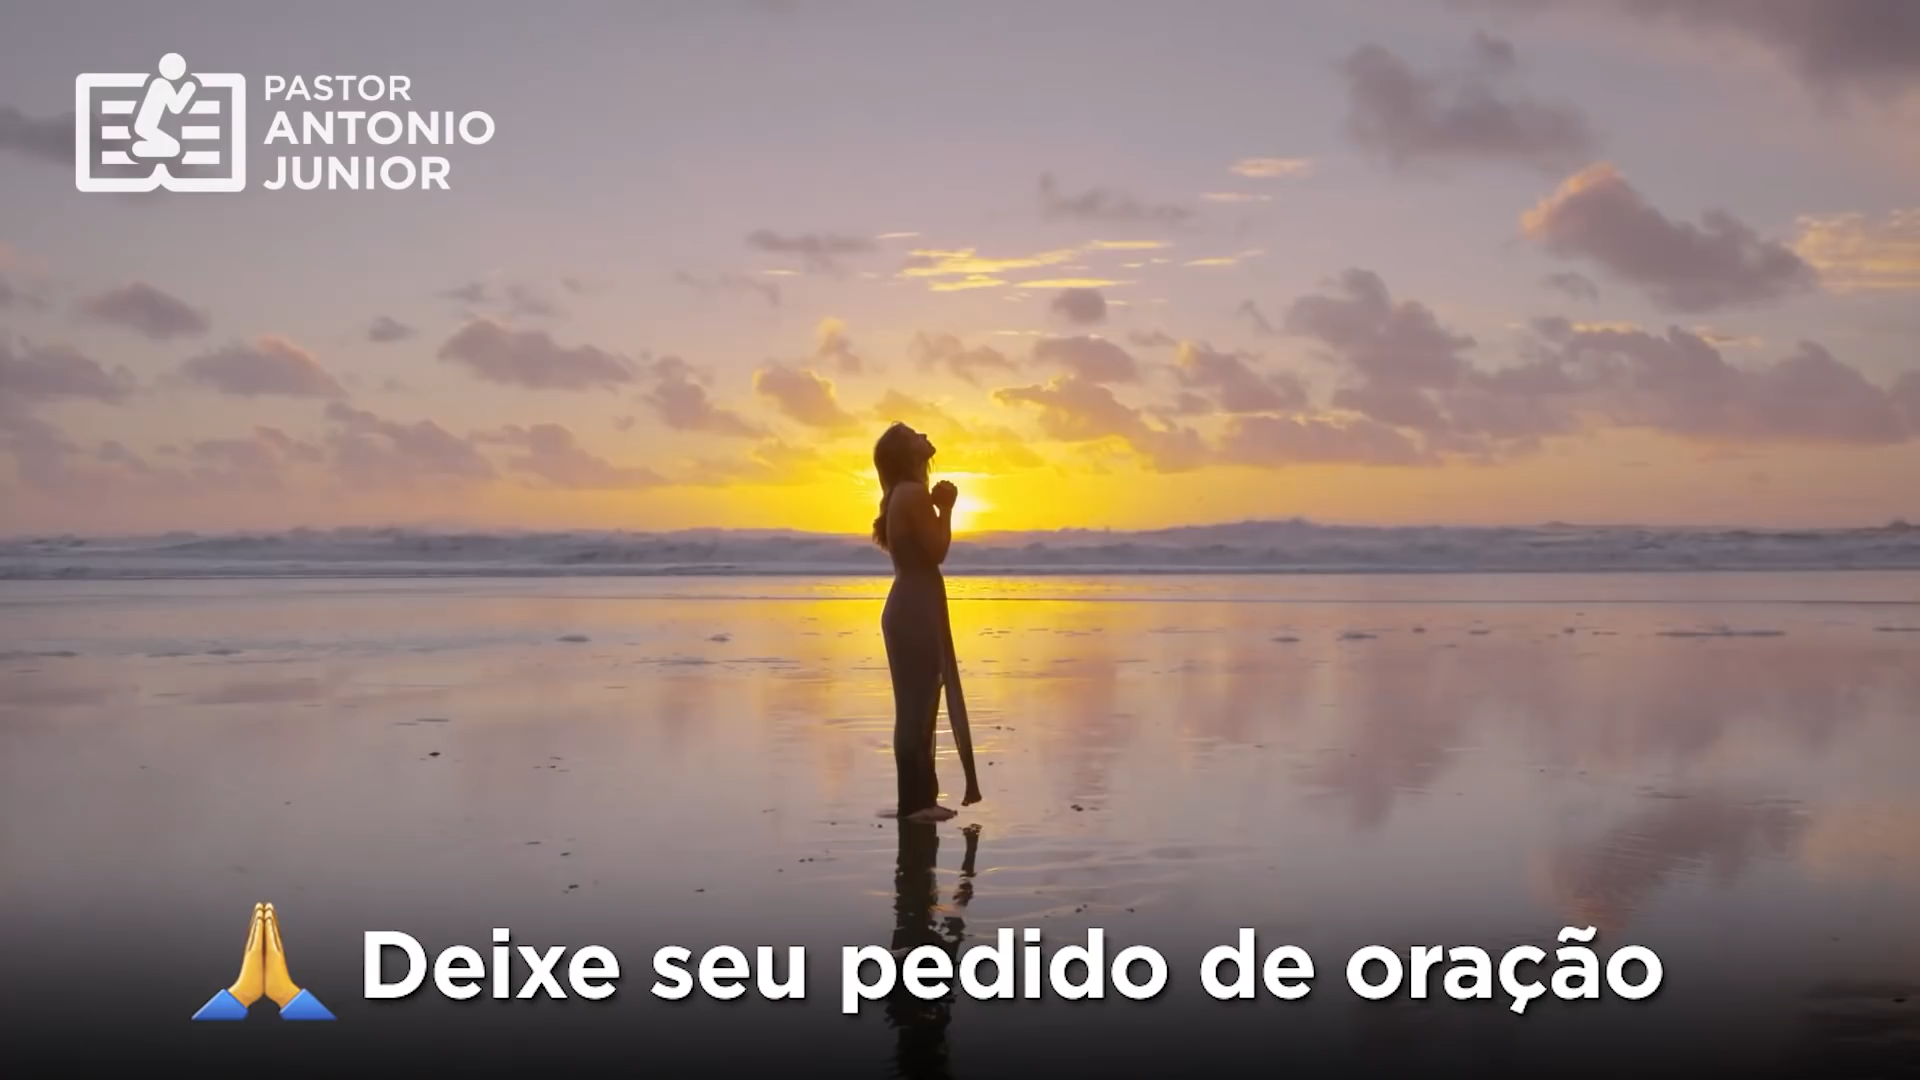 PASTOR
ANTONIO
JUNIOR
🙏 Deixe seu pedido de oração